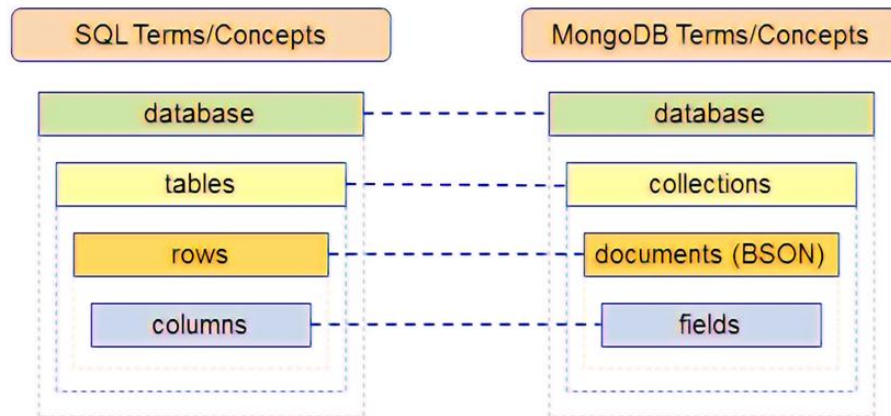 SQL Terms/Concepts
MongoDB Terms/Concepts
database
database
tables
collections
rows
documents (BSON)
columns
fields